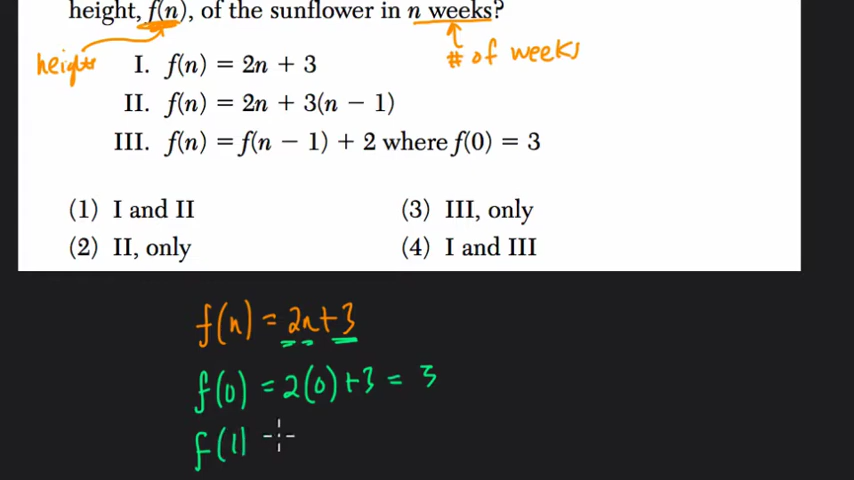 height, f(n), of the sunflower in n weeks?
height
# of weeks
I. f(n) = 2n + 3
II. f(n) = 2n + 3(n − 1)
III. f(n) = f(n − 1) + 2 where f(0) = 3
(1) I and II
(3) III, only
(2) II, only
(4) I and III
f(n) = 2n+3
f(0) = 2(0)+3 = 3
f(1)